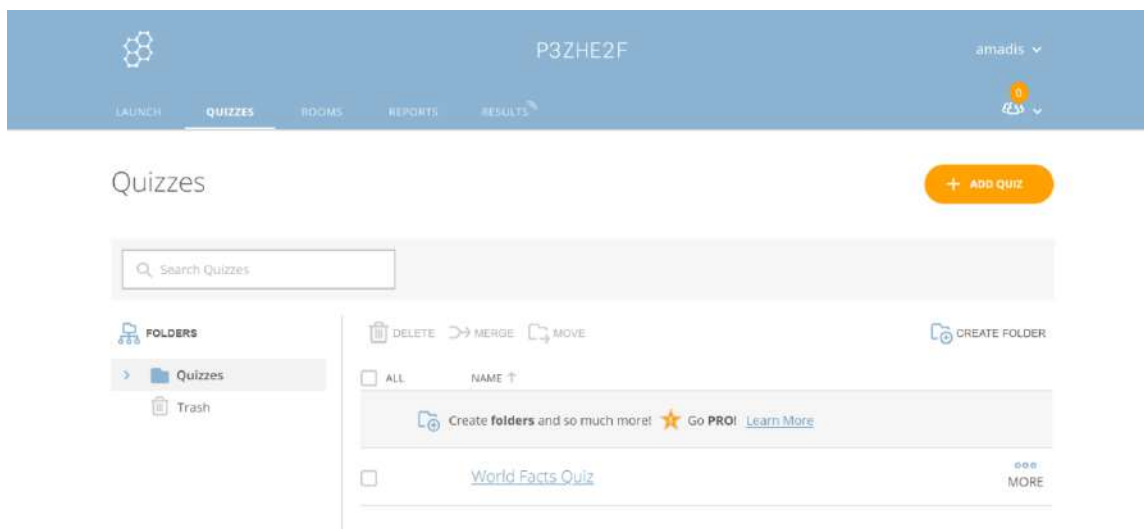 P3ZHE2F
amadis
0
LAUNCH QUIZZES ROOMS REPORTS RESULTS
Quizzes
+ ADD QUIZ
Search Quizzes
FOLDERS
DELETE MERGE MOVE
CREATE FOLDER
Quizzes
ALL NAME ↑
Trash
Create folders and so much more! Go PRO! Learn More
World Facts Quiz
MORE